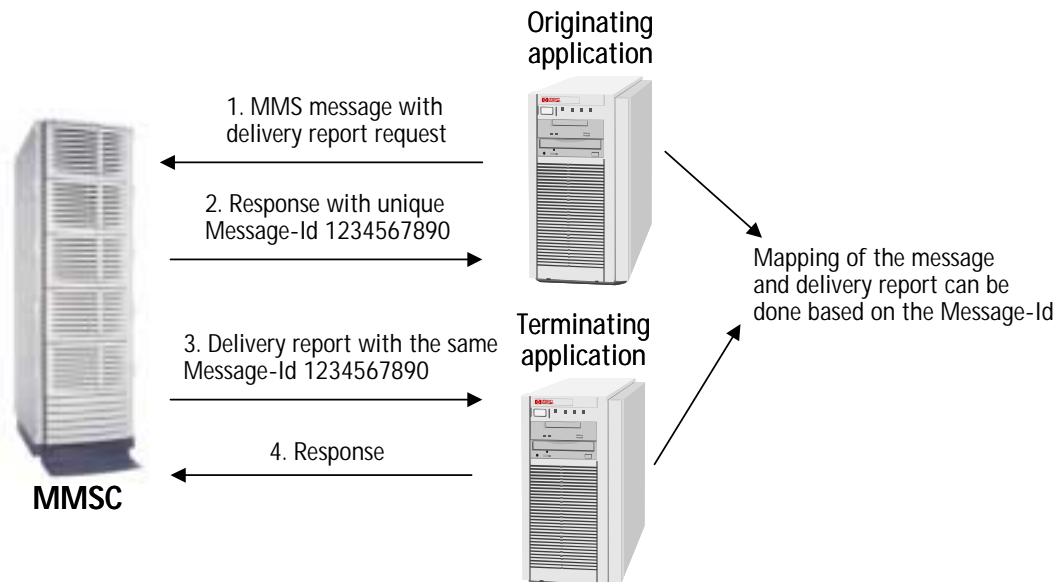 Originating
application
1. MMS message with
delivery report request
2. Response with unique
Message-Id 1234567890
Mapping of the message
and delivery report can be
done based on the Message-Id
Terminating
application
3. Delivery report with the same
Message-Id 1234567890
4. Response
MMSC